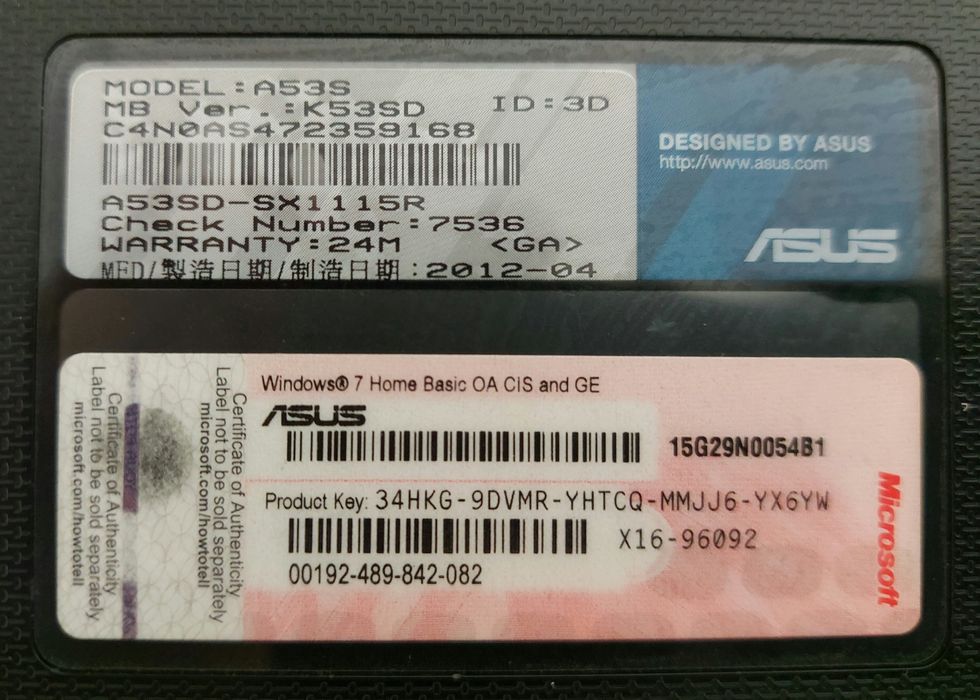 MODEL:A53S
MB Ver.:K53SD ID:3D
C4N0AS472359168
A53SD-SX1115R
Check Number:7536
WARRANTY:24M <GA>
MFD/製造日期/制造日期:2012-04
DESIGNED BY ASUS
http://www.asus.com
ASUS
Certificate of Authenticity
Label not to be sold separately
microsoft.com/howtotell
Certificate of Authenticity
Label not to be sold separately
microsoft.com/howtotell
Windows® 7 Home Basic OA CIS and GE
ASUS
15G29N0054B1
Product Key: 34HKG-9DVMR-YHTCQ-MMJJ6-YX6YW
X16-96092
00192-489-842-082
Microsoft